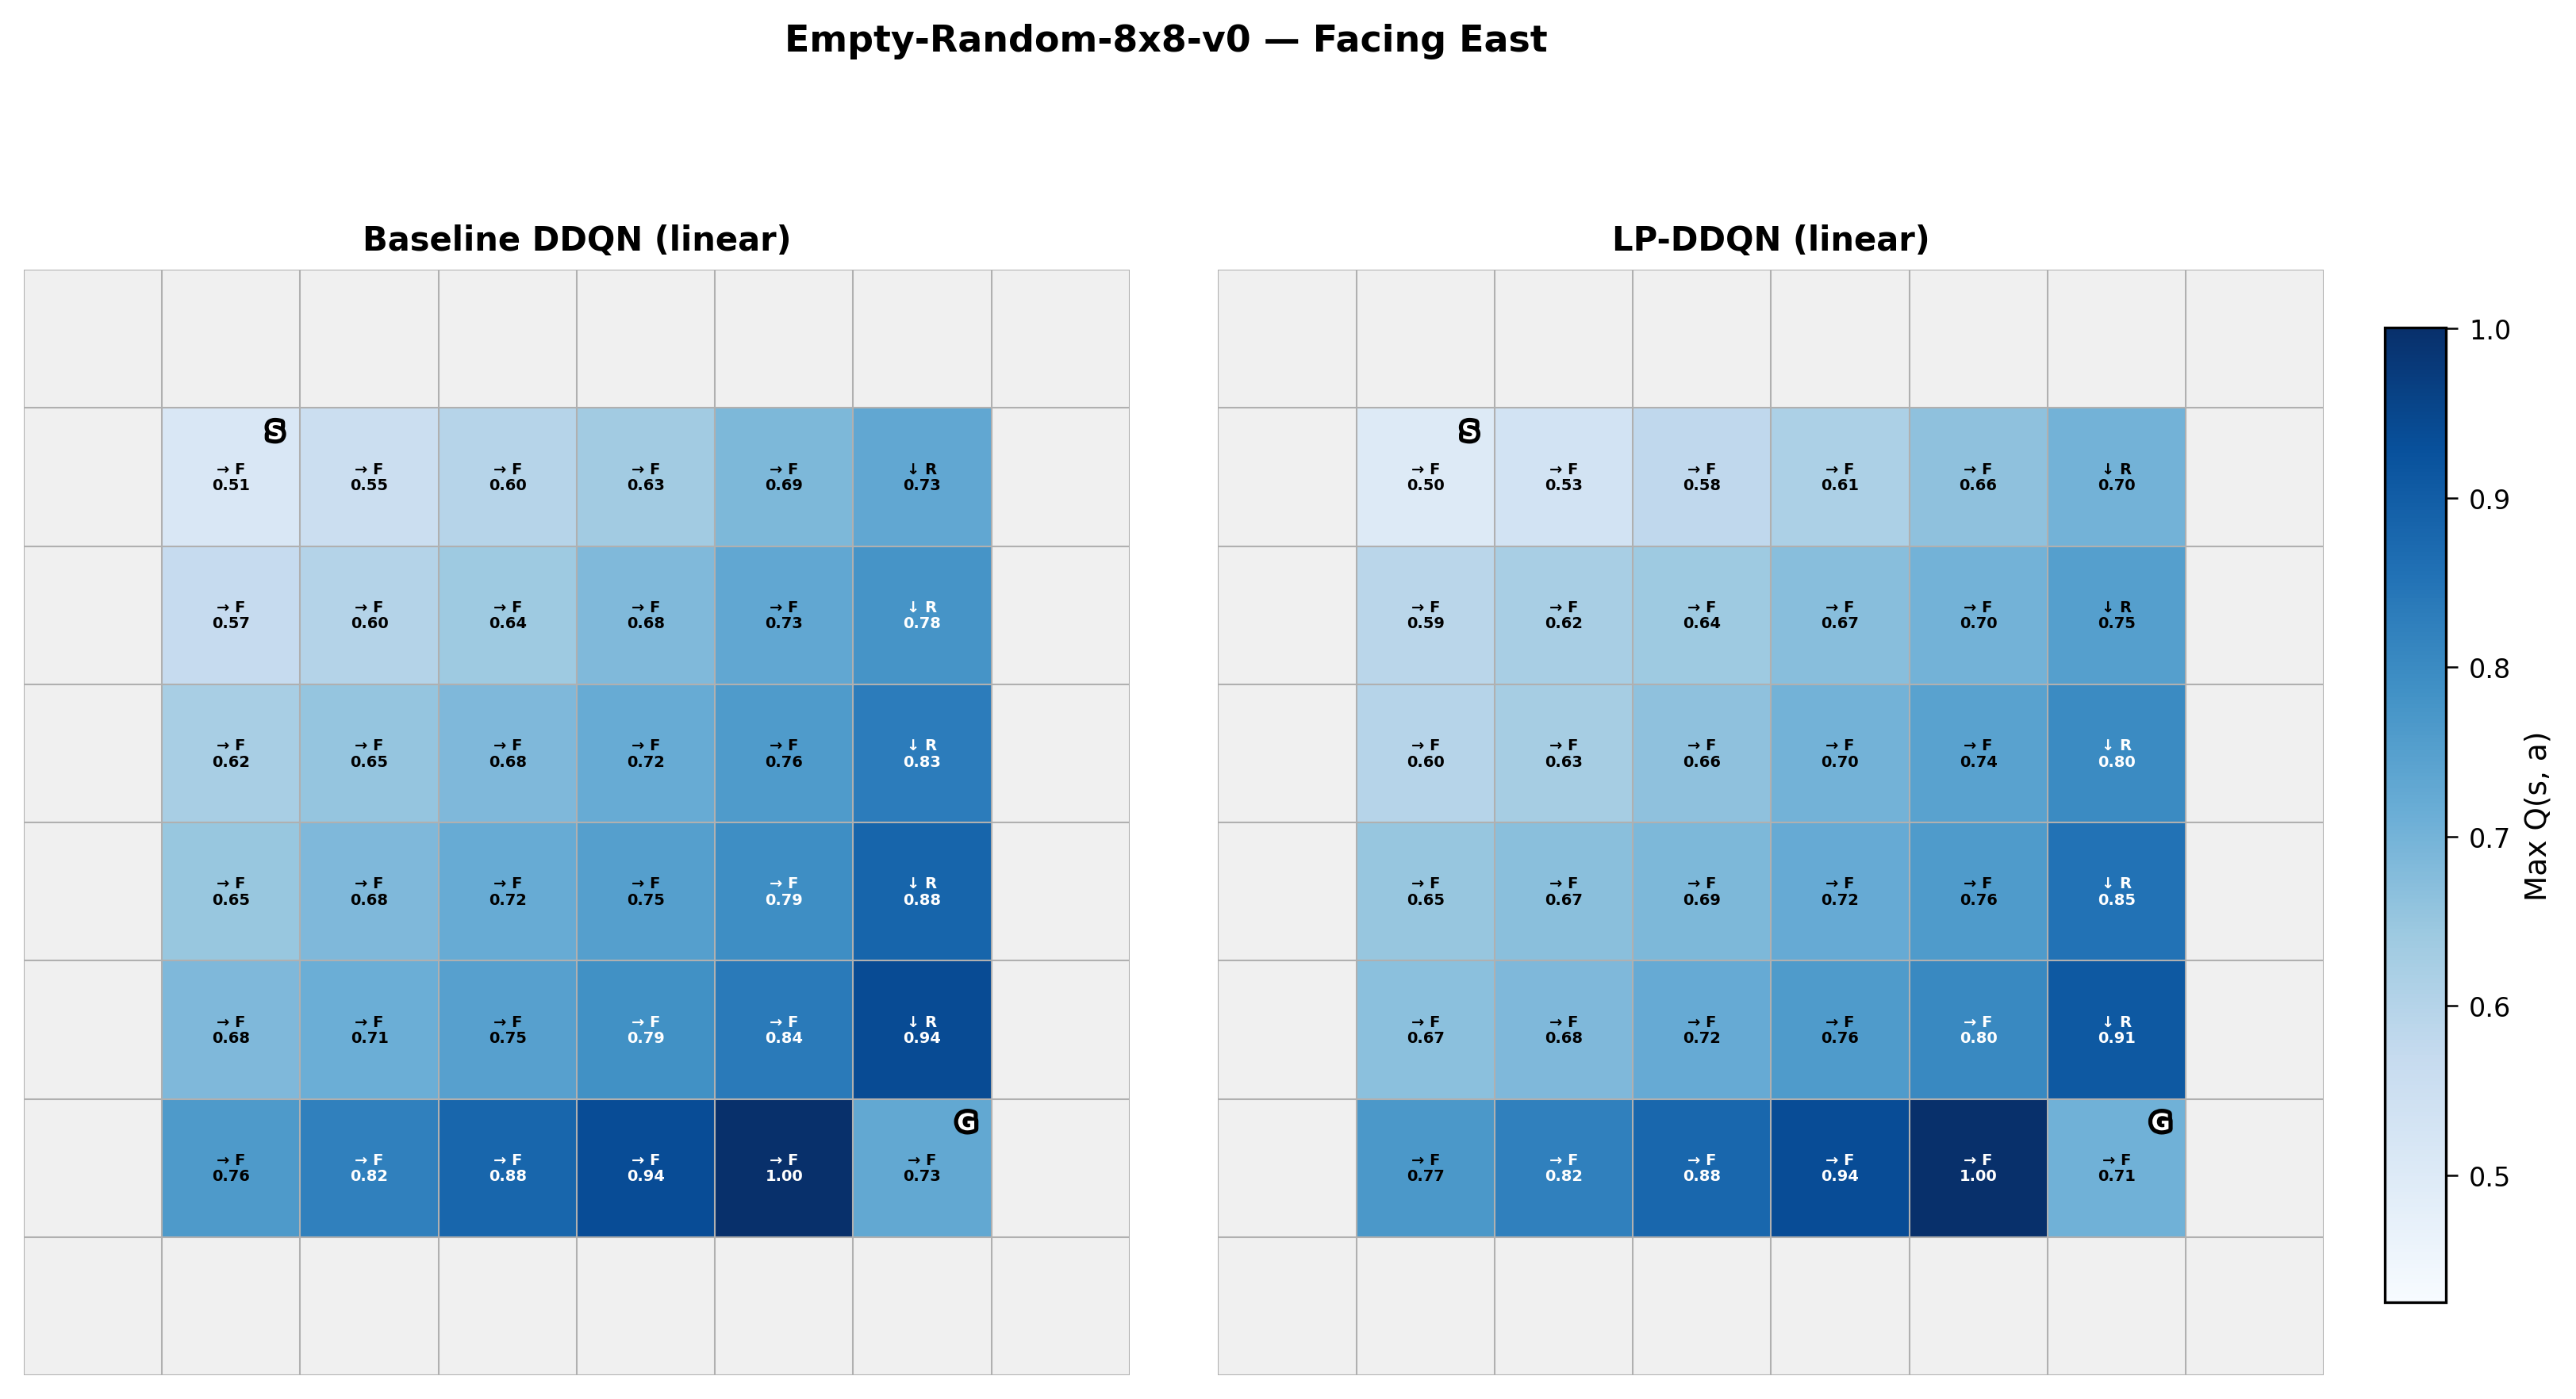 Empty-Random-8x8-v0 — Facing East
Baseline DDQN (linear)
S
→ F → F → F → F → F ↓ R
0.51 0.55 0.60 0.63 0.69 0.73
→ F → F → F → F → F ↓ R
0.57 0.60 0.64 0.68 0.73 0.78
→ F → F → F → F → F ↓ R
0.62 0.65 0.68 0.72 0.76 0.83
→ F → F → F → F → F ↓ R
0.65 0.68 0.72 0.75 0.79 0.88
→ F → F → F → F → F ↓ R
0.68 0.71 0.75 0.79 0.84 0.94
G
→ F → F → F → F → F → F
0.76 0.82 0.88 0.94 1.00 0.73
LP-DDQN (linear)
S
→ F → F → F → F → F ↓ R
0.50 0.53 0.58 0.61 0.66 0.70
→ F → F → F → F → F ↓ R
0.59 0.62 0.64 0.67 0.70 0.75
→ F → F → F → F → F ↓ R
0.60 0.63 0.66 0.70 0.74 0.80
→ F → F → F → F → F ↓ R
0.65 0.67 0.69 0.72 0.76 0.85
→ F → F → F → F → F ↓ R
0.67 0.68 0.72 0.76 0.80 0.91
G
→ F → F → F → F → F → F
0.77 0.82 0.88 0.94 1.00 0.71
1.0
0.9
0.8
0.7
0.6
0.5
Max Q(s, a)